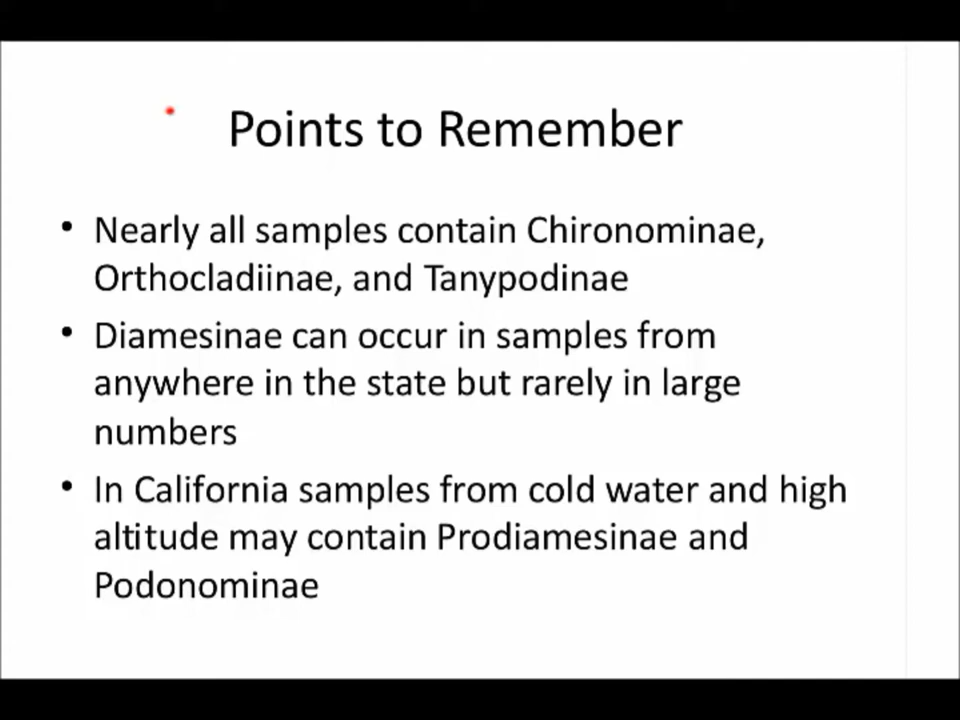 Points to Remember
• Nearly all samples contain Chironominae,
Orthocladiinae, and Tanypodinae
• Diamesinae can occur in samples from
anywhere in the state but rarely in large
numbers
• In California samples from cold water and high
altitude may contain Prodiamesinae and
Podonominae